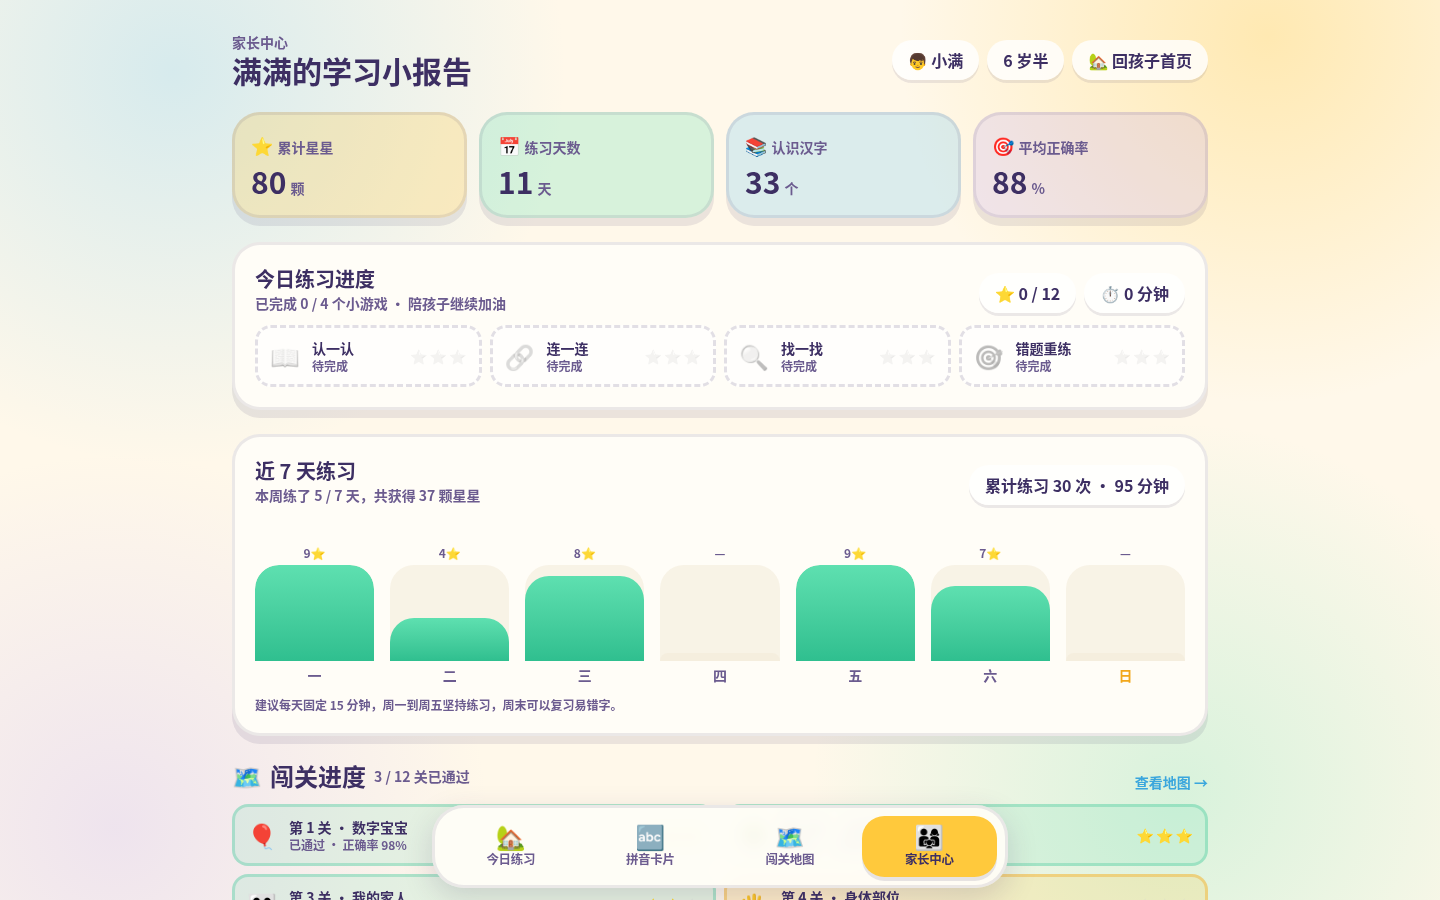 家长中心
满满的学习小报告
小满
6 岁半
回孩子首页
累计星星
80 颗
练习天数
11 天
认识汉字
33 个
平均正确率
88 %
今日练习进度
已完成 0 / 4 个小游戏 · 陪孩子继续加油
0 / 12
0 分钟
认一认
待完成
连一连
待完成
找一找
待完成
错题重练
待完成
近 7 天练习
本周练了 5 / 7 天，共获得 37 颗星星
累计练习 30 次 · 95 分钟
9
4
8
—
9
7
—
一
二
三
四
五
六
日
建议每天固定 15 分钟，周一到周五坚持练习，周末可以复习易错字。
闯关进度
3 / 12 关已通过
查看地图 →
第 1 关 · 数字宝宝
已通过 · 正确率 98%
第 3 关 · 我的家人
第 4 关 · 身体部位
abc
今日练习
拼音卡片
闯关地图
家长中心